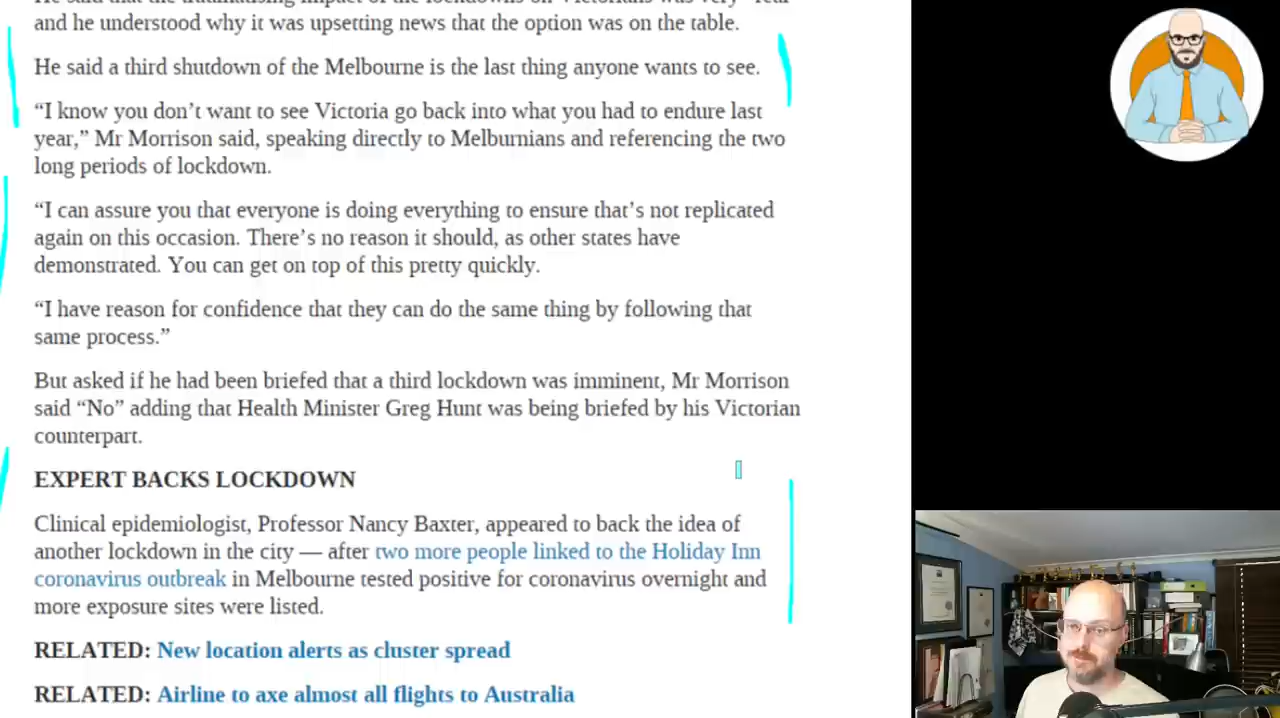 and he understood why it was upsetting news that the option was on the table.
He said a third shutdown of the Melbourne is the last thing anyone wants to see.
“I know you don’t want to see Victoria go back into what you had to endure last
year,” Mr Morrison said, speaking directly to Melburnians and referencing the two
long periods of lockdown.
“I can assure you that everyone is doing everything to ensure that’s not replicated
again on this occasion. There’s no reason it should, as other states have
demonstrated. You can get on top of this pretty quickly.
“I have reason for confidence that they can do the same thing by following that
same process.”
But asked if he had been briefed that a third lockdown was imminent, Mr Morrison
said “No” adding that Health Minister Greg Hunt was being briefed by his Victorian
counterpart.
EXPERT BACKS LOCKDOWN
Clinical epidemiologist, Professor Nancy Baxter, appeared to back the idea of
another lockdown in the city — after two more people linked to the Holiday Inn
coronavirus outbreak in Melbourne tested positive for coronavirus overnight and
more exposure sites were listed.
RELATED: New location alerts as cluster spread
RELATED: Airline to axe almost all flights to Australia